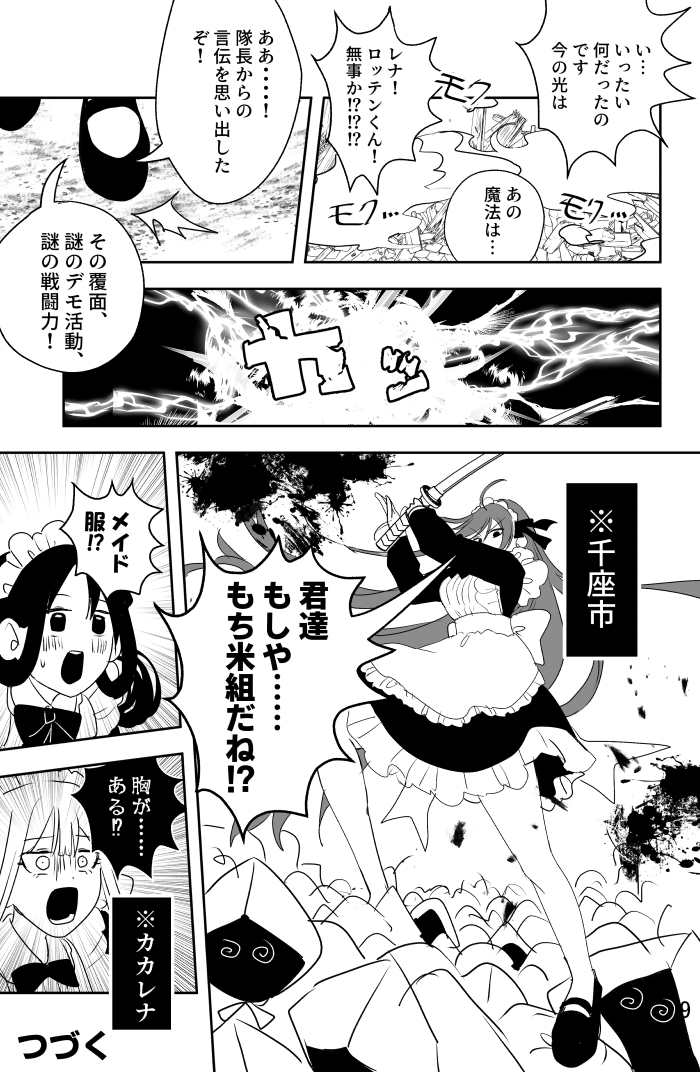 い…
いったい
何だったの
です
今の光は
レナ！
ロッテンくん！
無事か!?!?!?
モク…
あの
魔法は…
モク…
ああ・・・・！
隊長からの
言伝を思い出した
ぞ！
その覆面、
謎のデモ活動、
謎の戦闘力！
カッ
※千座市
君達
もしや……
もち米組だね!?
メイド
服!?
胸が……
ある!?
※カカレナ
つづく
9